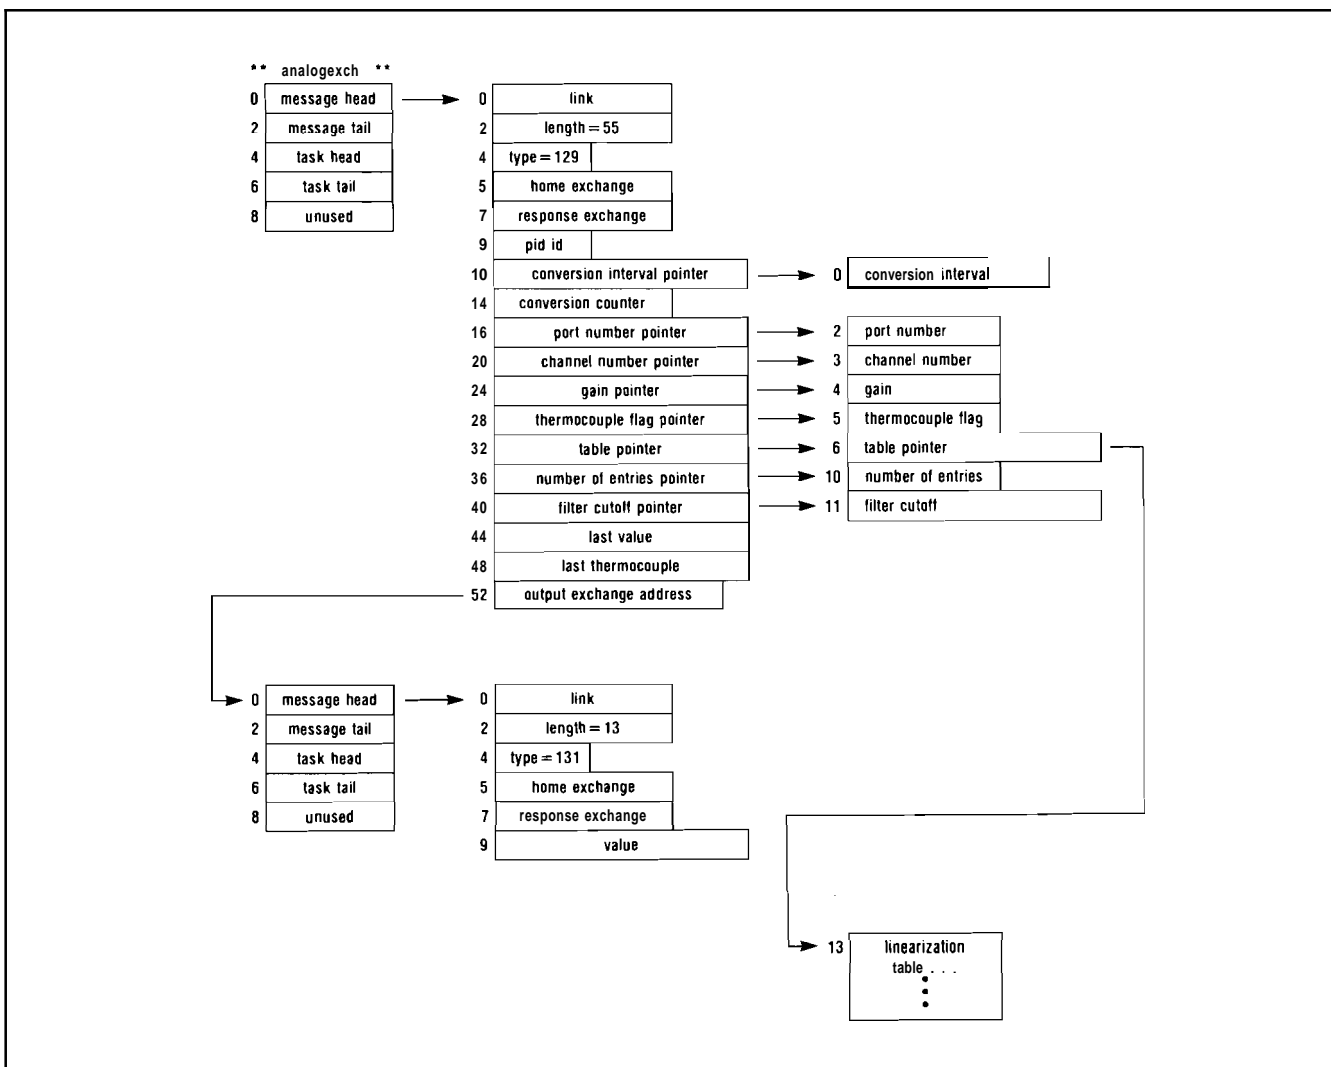 ** analogexch **
0 message head
2 message tail
4 task head
6 task tail
8 unused
0 link
2 length = 55
4 type = 129
5 home exchange
7 response exchange
9 pid id
10 conversion interval pointer
14 conversion counter
16 port number pointer
20 channel number pointer
24 gain pointer
28 thermocouple flag pointer
32 table pointer
36 number of entries pointer
40 filter cutoff pointer
44 last value
48 last thermocouple
52 output exchange address
0 conversion interval
2 port number
3 channel number
4 gain
5 thermocouple flag
6 table pointer
10 number of entries
11 filter cutoff
0 message head
2 message tail
4 task head
6 task tail
8 unused
0 link
2 length = 13
4 type = 131
5 home exchange
7 response exchange
9 value
13 linearization
table . . .